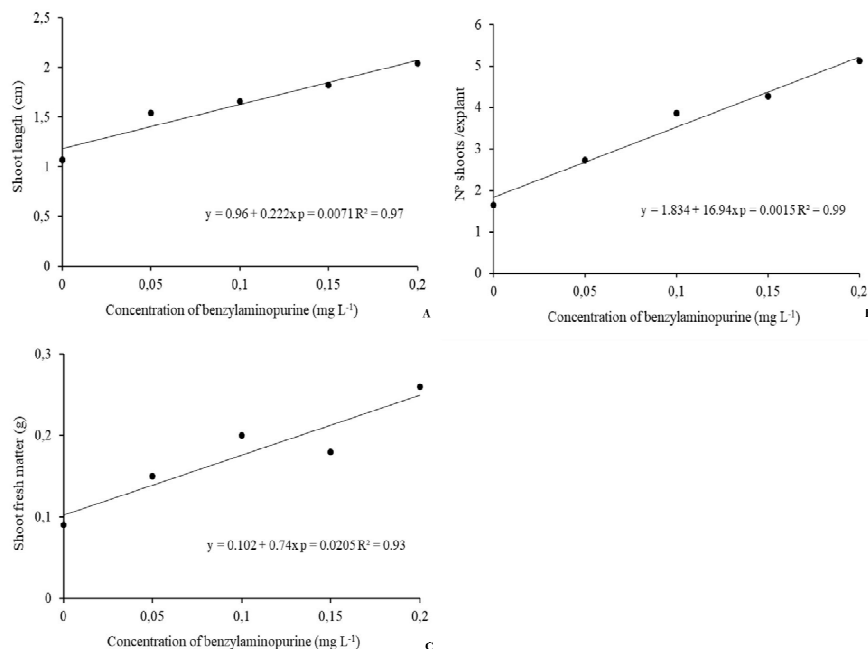 2,5
2
1,5
1
0,5
0
Shoot length (cm)
y = 0.96 + 0.222x p = 0.0071 R² = 0.97
0 0,05 0,1 0,15 0,2
Concentration of benzylaminopurine (mg L⁻¹)
A
6
5
4
3
2
1
0
Nº shoots /explant
y = 1.834 + 16.94x p = 0.0015 R² = 0.99
0 0,05 0,1 0,15 0,2
Concentration of benzylaminopurine (mg L⁻¹)
0,3
0,2
0,1
0
Shoot fresh matter (g)
y = 0.102 + 0.74x p = 0.0205 R² = 0.93
0 0,05 0,1 0,15 0,2
Concentration of benzylaminopurine (mg L⁻¹)
C